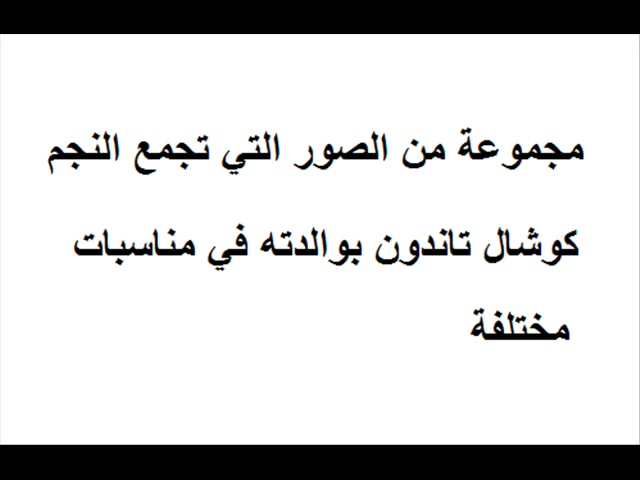 مجموعة من الصور التي تجمع النجم
كوشال تاندون بوالدته في مناسبات
مختلفة